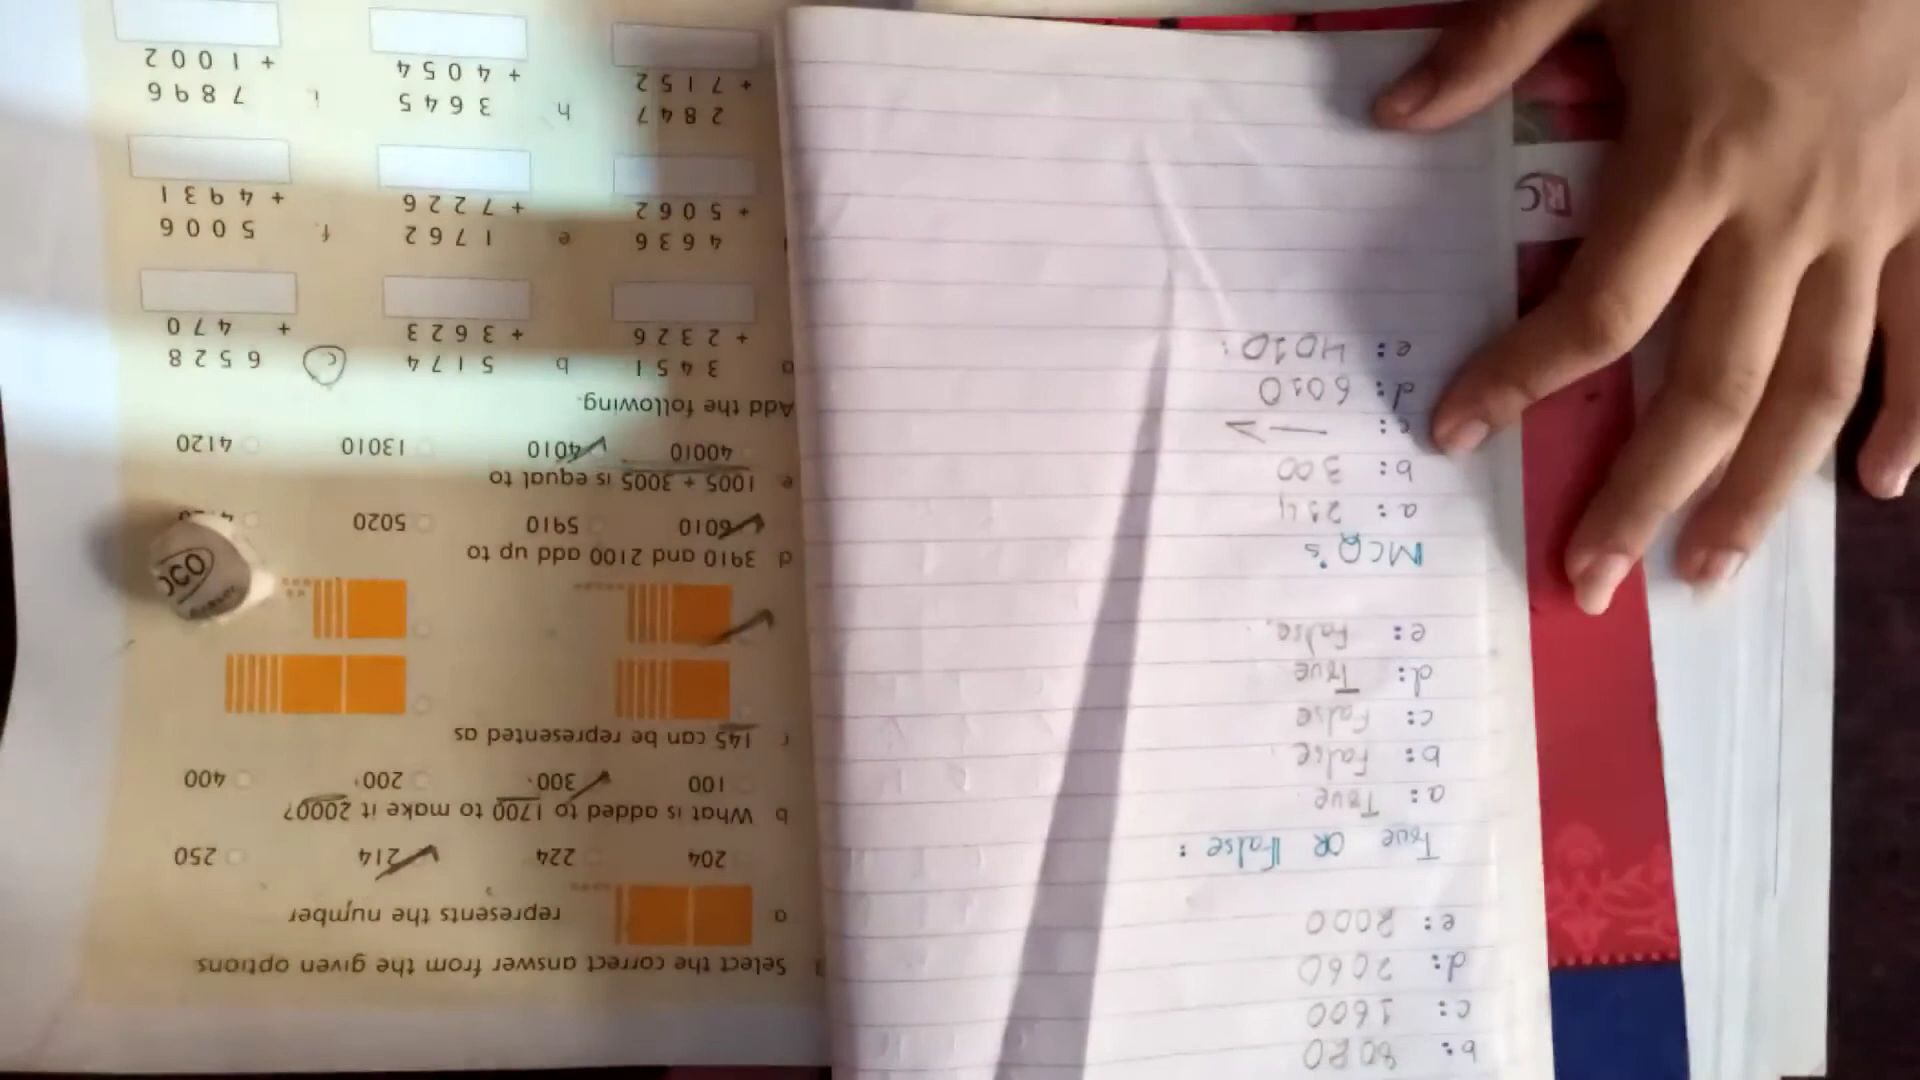 Select the correct answer from the given options
a represents the number
204 224 214 250
b What is added to 1700 to make it 2000?
100 300 200 400
145 can be represented as
d 3910 and 2100 add up to
6010 5910 5020
e 1005 + 3005 is equal to
40010 4010 13010 4120
Add the following.
a 3451 b 5174 c 6528
+ 2326 + 3623 + 470
4636 e 1762 f. 5006
+ 5062 + 7226 + 4931
2847 h 3645 i. 7896
+ 7152 + 4054 + 1002
b: 8020
c: 1600
d: 2060
e: 2000
True OR False:
a: True
b: False
c: False
d: True
e: False.
MCQ's
a: 214
b: 300
c: →
d: 6010
e: 4010: